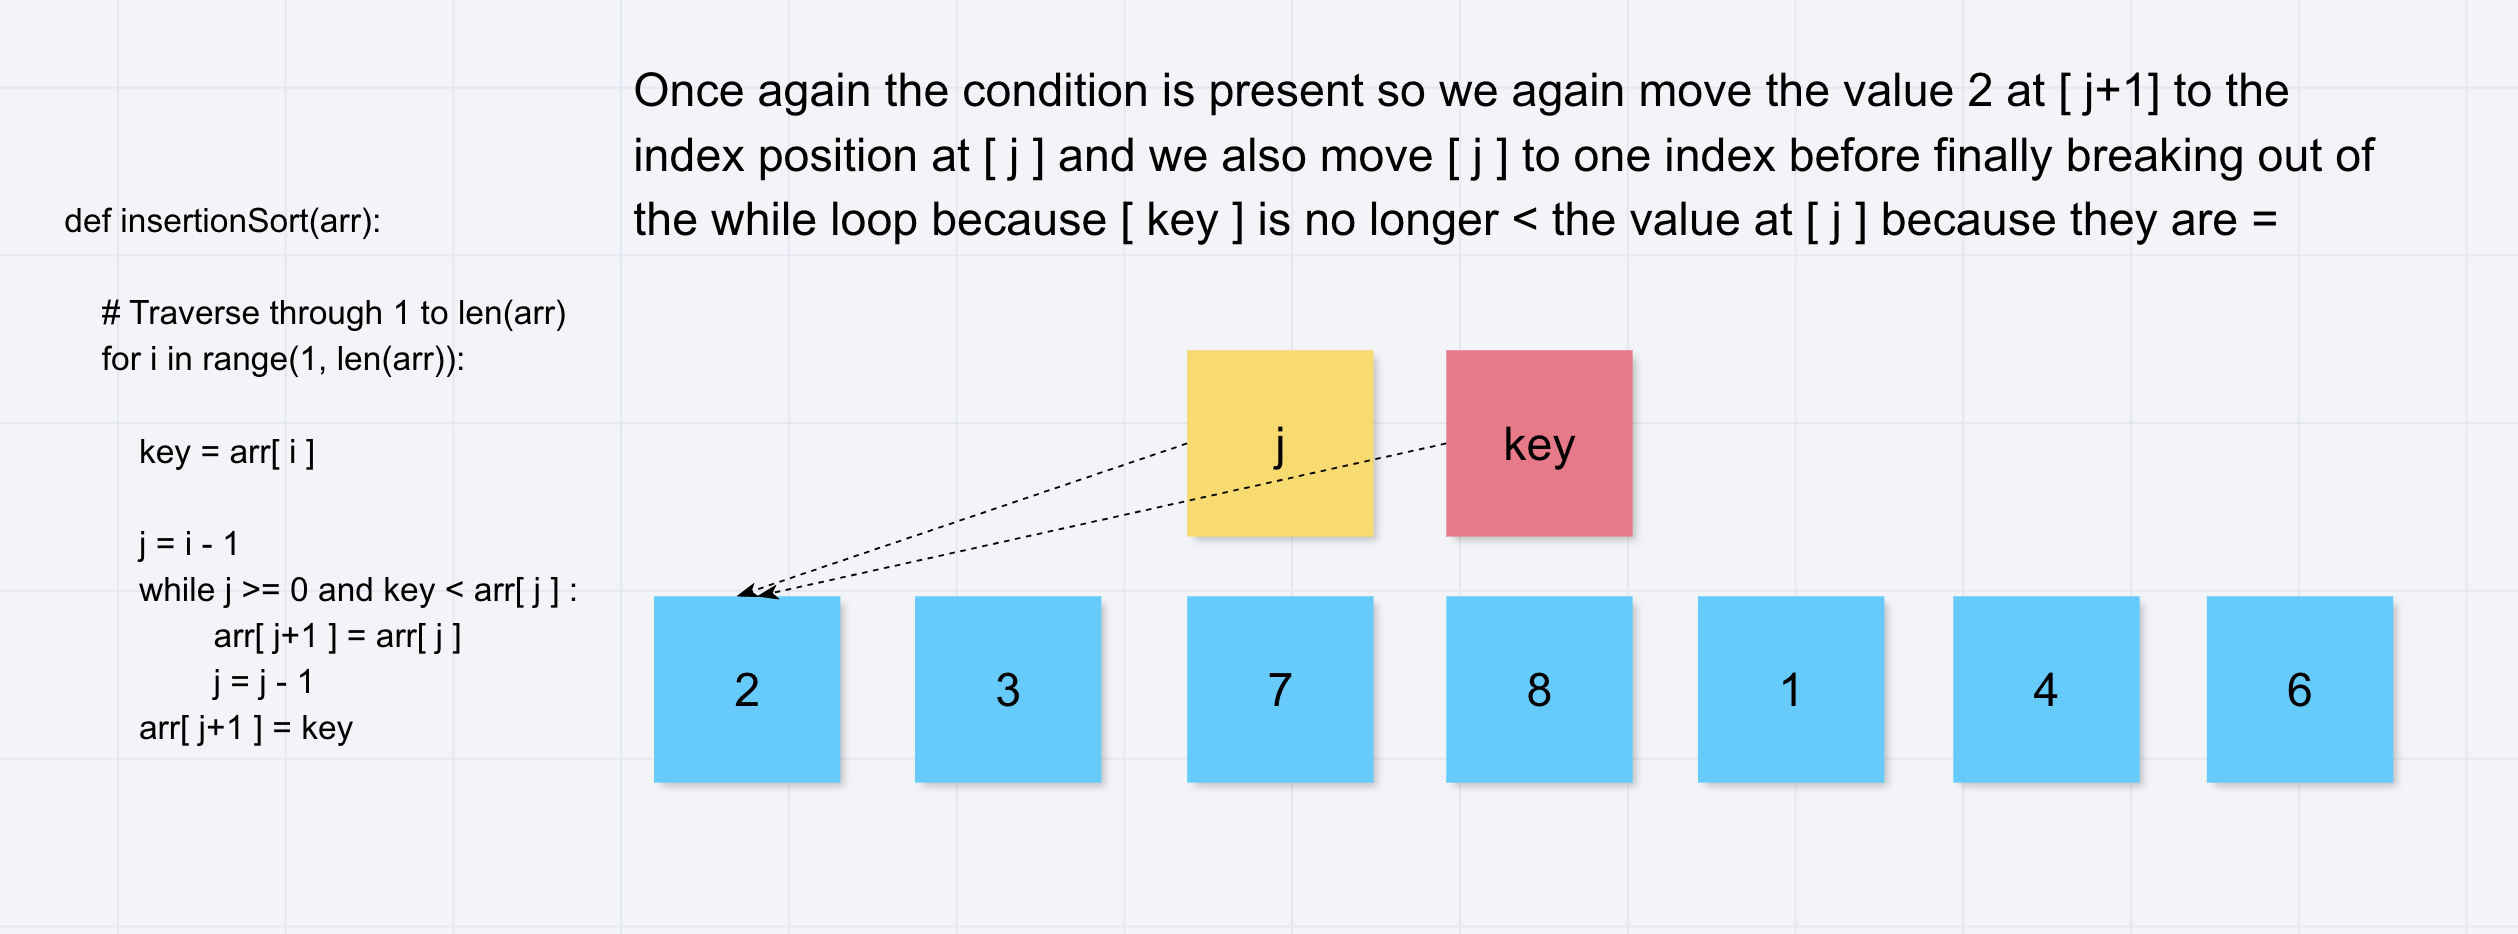 Once again the condition is present so we again move the value 2 at [ j+1] to the
index position at [ j ] and we also move [ j ] to one index before finally breaking out of
the while loop because [ key ] is no longer < the value at [ j ] because they are =
def insertionSort(arr):
# Traverse through 1 to len(arr)
for i in range(1, len(arr)):
key = arr[ i ]
j = i - 1
while j >= 0 and key < arr[ j ] :
arr[ j+1 ] = arr[ j ]
j = j - 1
arr[ j+1 ] = key
j key
2 3 7 8 1 4 6